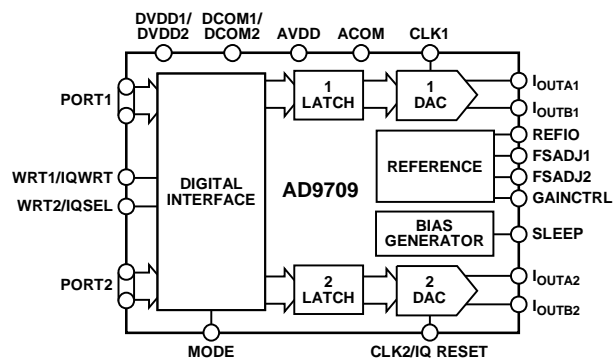 DVDD1/
DVDD2
DCOM1/
DCOM2
AVDD
ACOM
CLK1
PORT1
WRT1/IQWRT
WRT2/IQSEL
PORT2
DIGITAL
INTERFACE
1
LATCH
1
DAC
IOUTA1
IOUTB1
REFERENCE
REFIO
FSADJ1
FSADJ2
GAINCTRL
AD9709
BIAS
GENERATOR
SLEEP
2
LATCH
2
DAC
IOUTA2
IOUTB2
MODE
CLK2/IQ RESET